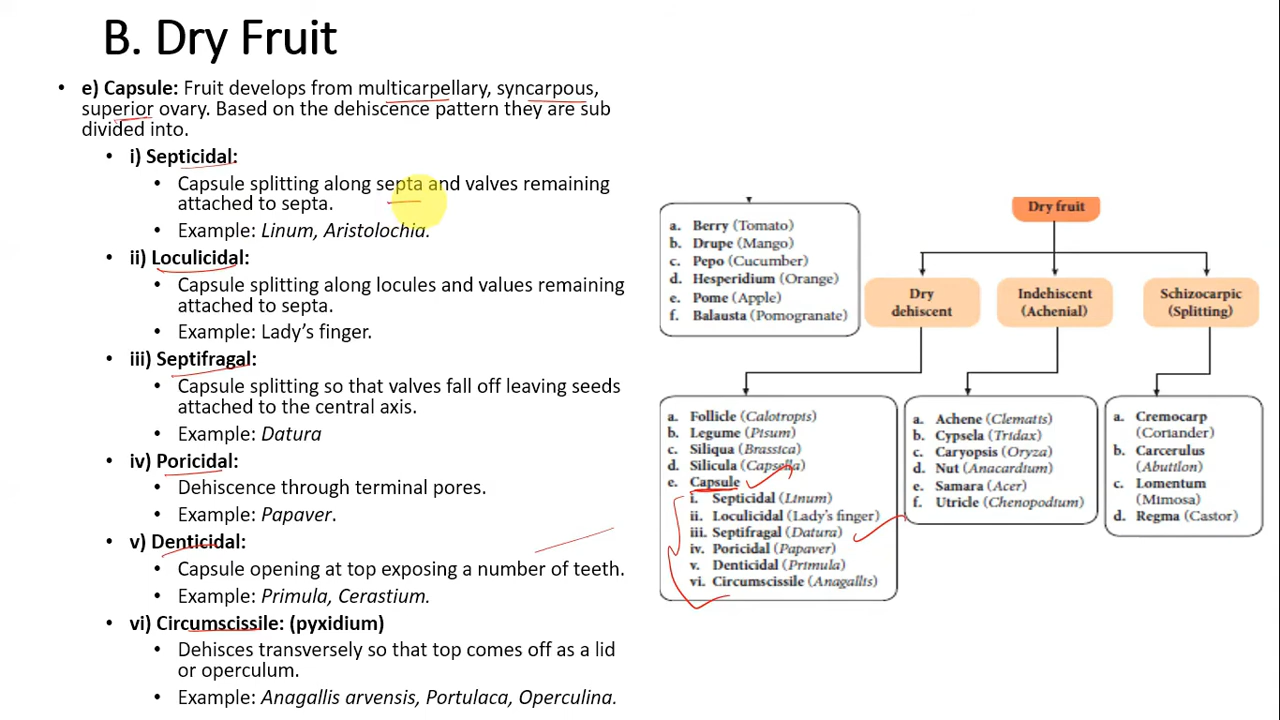 B. Dry Fruit
• e) Capsule: Fruit develops from multicarpellary, syncarpous,
superior ovary. Based on the dehiscence pattern they are sub
divided into.
• i) Septicidal:
• Capsule splitting along septa and valves remaining
attached to septa.
• Example: Linum, Aristolochia.
• ii) Loculicidal:
• Capsule splitting along locules and values remaining
attached to septa.
• Example: Lady’s finger.
• iii) Septifragal:
• Capsule splitting so that valves fall off leaving seeds
attached to the central axis.
• Example: Datura
• iv) Poricidal:
• Dehiscence through terminal pores.
• Example: Papaver.
• v) Denticidal:
• Capsule opening at top exposing a number of teeth.
• Example: Primula, Cerastium.
• vi) Circumscissile: (pyxidium)
• Dehisces transversely so that top comes off as a lid
or operculum.
• Example: Anagallis arvensis, Portulaca, Operculina.
a. Berry (Tomato)
b. Drupe (Mango)
c. Pepo (Cucumber)
d. Hesperidium (Orange)
e. Pome (Apple)
f. Balausta (Pomogranate)
Dry fruit
Dry
dehiscent
Indehiscent
(Achenial)
Schizocarpic
(Splitting)
a. Follicle (Calotropis)
b. Legume (Pisum)
c. Siliqua (Brassica)
d. Silicula (Capsella)
e. Capsule
i. Septicidal (Linum)
ii. Loculicidal (Lady’s finger)
iii. Septifragal (Datura)
iv. Poricidal (Papaver)
v. Denticidal (Primula)
vi. Circumscissile (Anagallis)
a. Achene (Clematis)
b. Cypsela (Tridax)
c. Caryopsis (Oryza)
d. Nut (Anacardium)
e. Samara (Acer)
f. Utricle (Chenopodium)
a. Cremocarp
(Coriander)
b. Carcerulus
(Abutilon)
c. Lomentum
(Mimosa)
d. Regma (Castor)